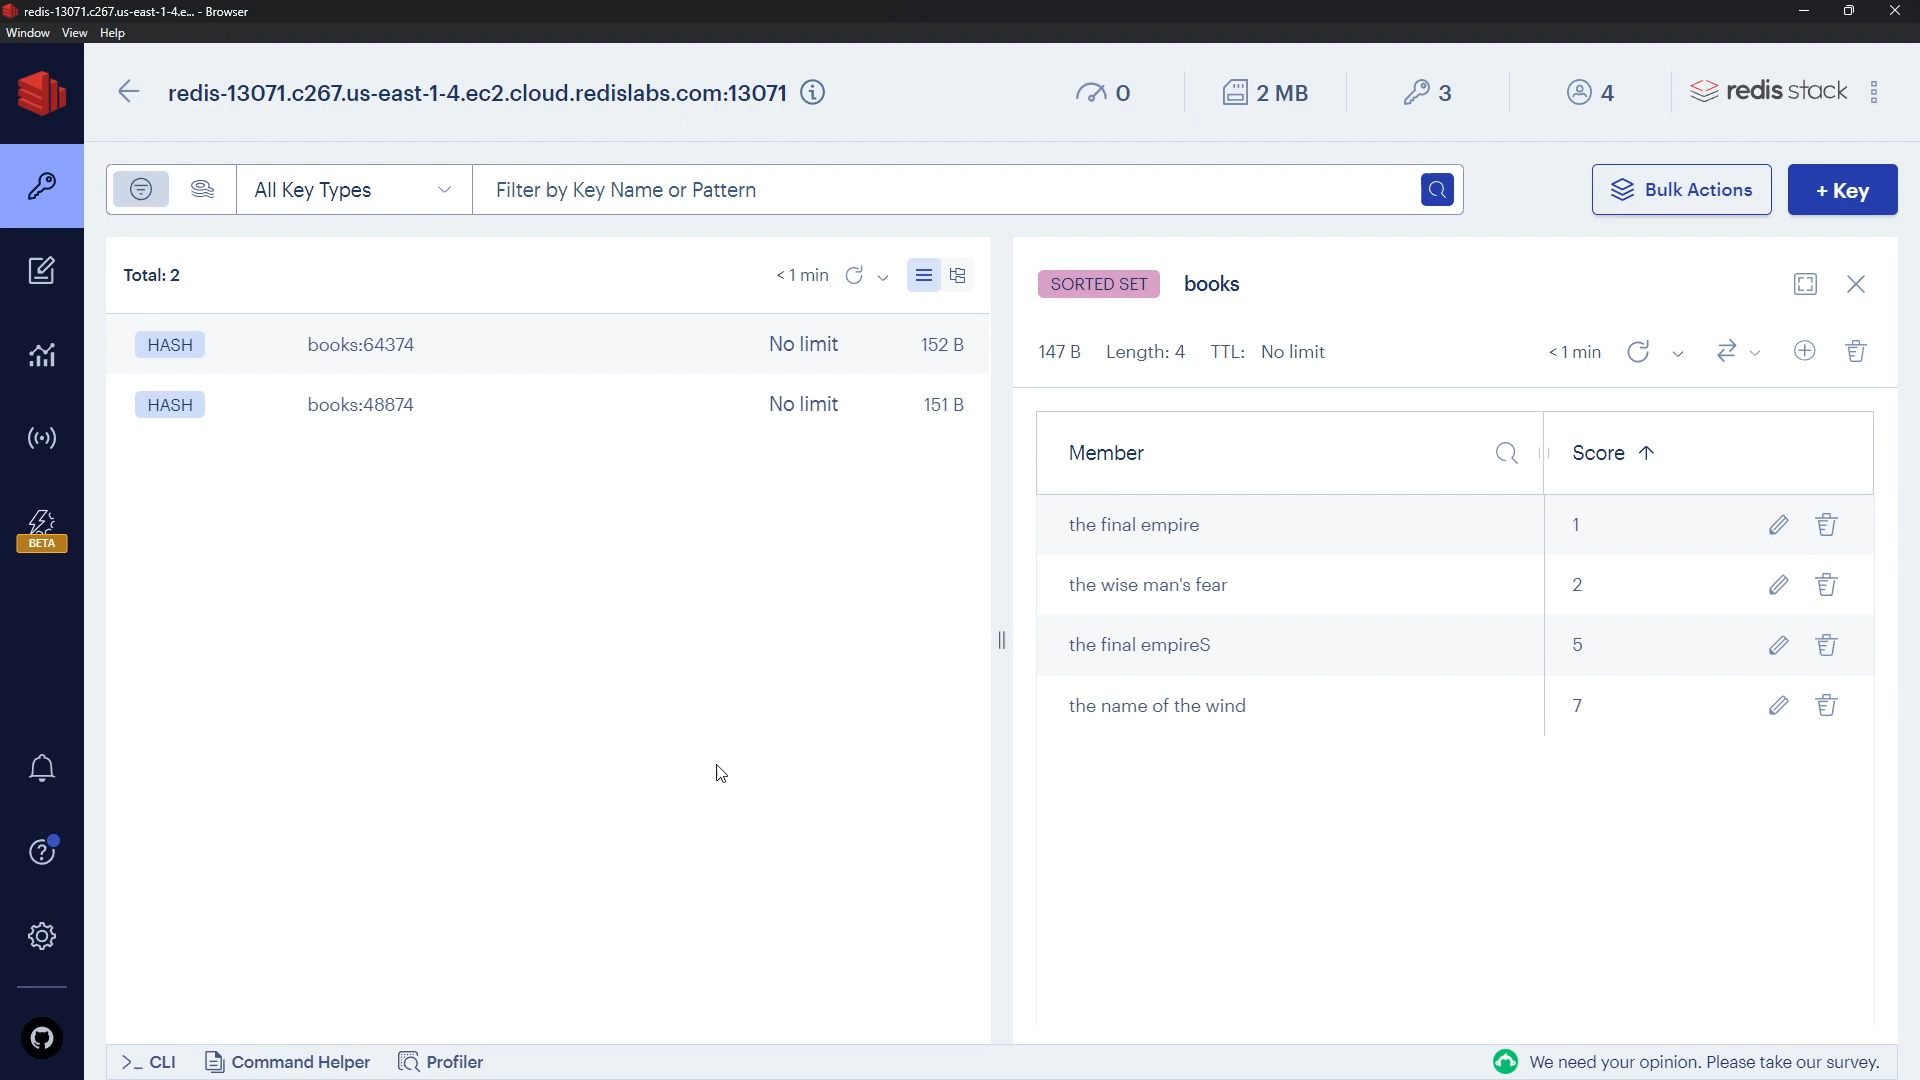 redis-13071.c267.us-east-1-4.e... - Browser
Window View Help
redis-13071.c267.us-east-1-4.ec2.cloud.redislabs.com:13071
0
2 MB
3
4
redis stack
All Key Types
Filter by Key Name or Pattern
Bulk Actions
+ Key
Total: 2
< 1 min
HASH books:64374 No limit 152 B
HASH books:48874 No limit 151 B
SORTED SET books
147 B Length: 4 TTL: No limit
< 1 min
Member Score
the final empire 1
the wise man's fear 2
the final empireS 5
the name of the wind 7
BETA
>_ CLI Command Helper Profiler
We need your opinion. Please take our survey.